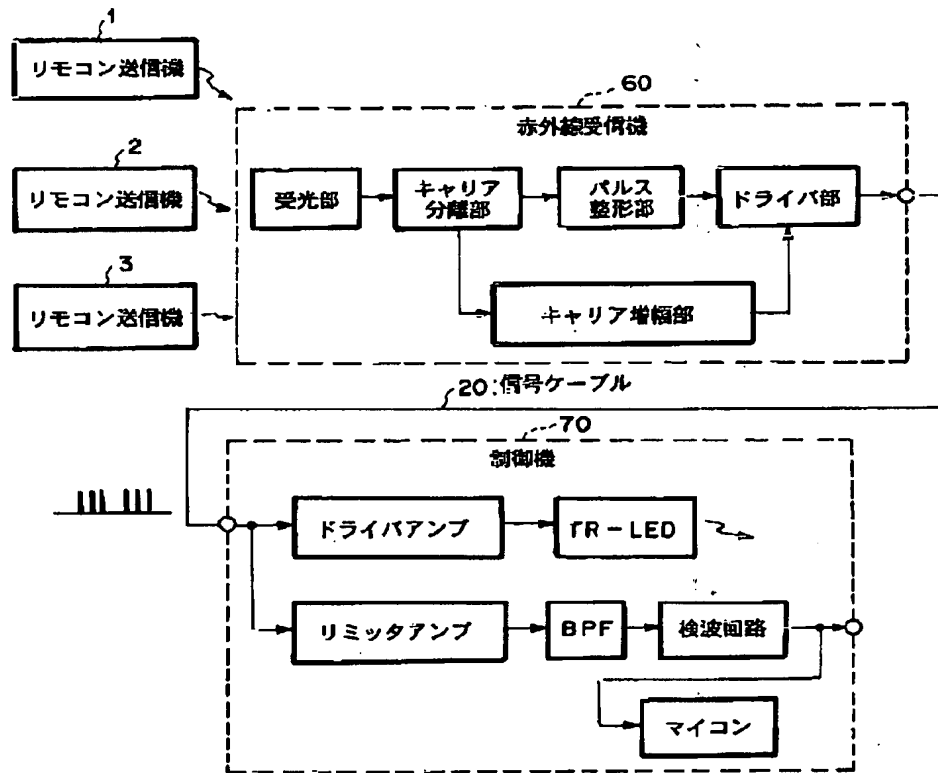 1
リモコン送信機
60
赤外線受信機
2
リモコン送信機
受光部
キャリア
分離部
パルス
整形部
ドライバ部
3
リモコン送信機
キャリア増幅部
20:信号ケーブル
70
制御機
ドライバアンプ
IR-LED
リミッタアンプ
BPF
検波回路
マイコン